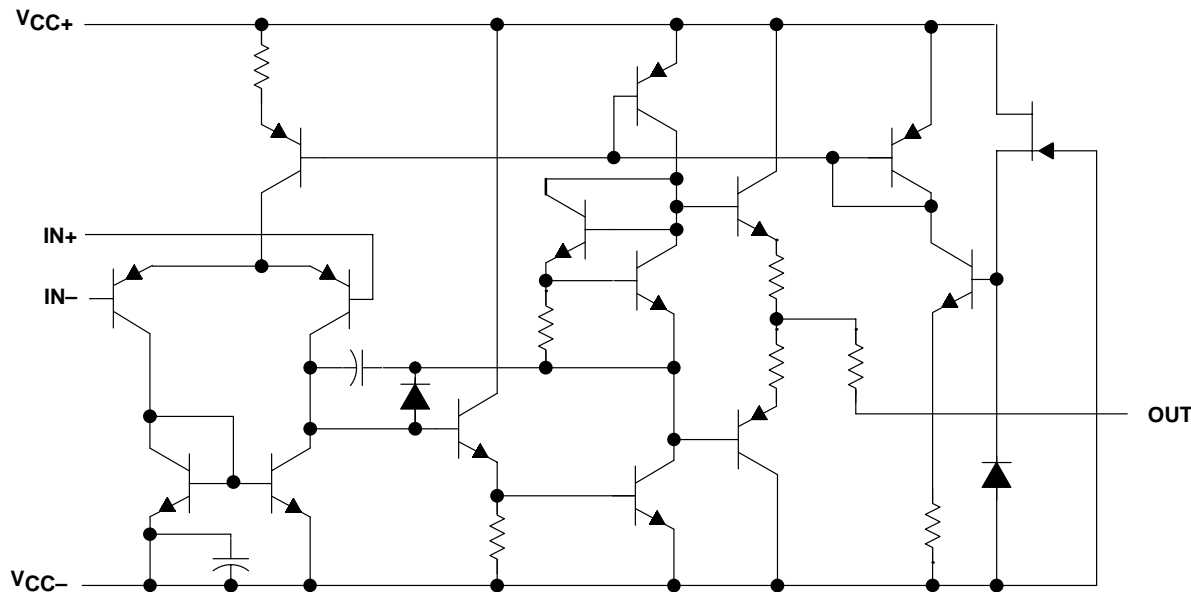 VCC+
IN+
IN–
OUT
VCC–